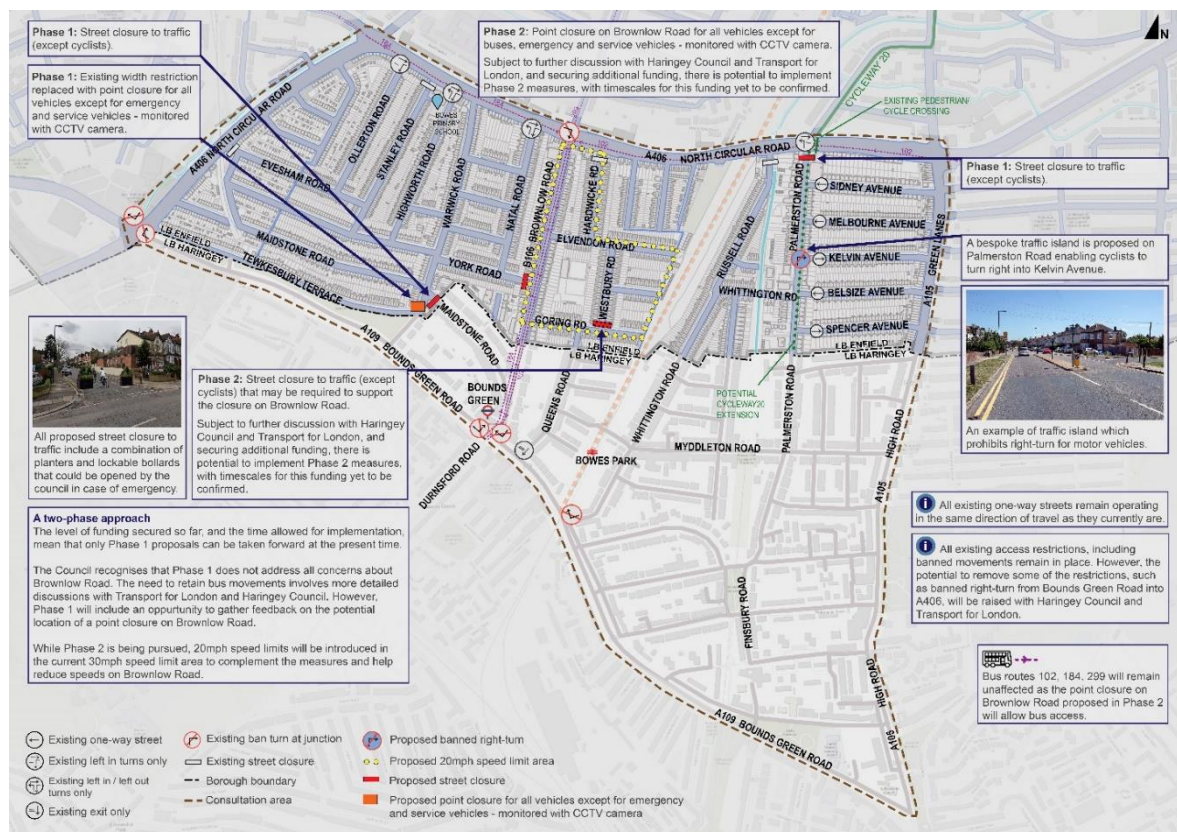 Phase 1: Street closure to traffic
(except cyclists).
Phase 1: Existing width restriction
replaced with point closure for all
vehicles except for emergency
and service vehicles - monitored
with CCTV camera.
Phase 2: Point closure on Brownlow Road for all vehicles except for
buses, emergency and service vehicles - monitored with CCTV camera.
Subject to further discussion with Haringey Council and Transport for
London, and securing additional funding, there is potential to implement
Phase 2 measures, with timescales for this funding yet to be confirmed.
N
CYCLEWAY 20
EXISTING PEDESTRIAN/
CYCLE CROSSING
A406 NORTH CIRCULAR ROAD
OLLERTON ROAD
STANLEY ROAD
BOWES
PRIMARY
SCHOOL
HIGHWORTH ROAD
WARWICK ROAD
NATAL ROAD
EVESHAM ROAD
B106 BROWNLOW ROAD
HARDWICKE RD
A406 NORTH CIRCULAR ROAD
102
Phase 1: Street closure to traffic
(except cyclists).
PALMERSTON ROAD
SIDNEY AVENUE
MELBOURNE AVENUE
KELVIN AVENUE
BELSIZE AVENUE
SPENCER AVENUE
A105 GREEN LANES
A bespoke traffic island is proposed on
Palmerston Road enabling cyclists to
turn right into Kelvin Avenue.
LB ENFIELD
LB HARINGEY
MAIDSTONE ROAD
TEWKESBURY TERRACE
YORK ROAD
ELVENDON ROAD
WESTBURY RD
RUSSELL ROAD
WHITTINGTON RD
GORING RD
LB ENFIELD
LB HARINGEY
LB ENFIELD
LB HARINGEY
MAIDSTONE ROAD
A109 BOUNDS GREEN ROAD
BOUNDS
GREEN
QUEENS ROAD
WHITTINGTON ROAD
POTENTIAL
CYCLEWAY20
EXTENSION
PALMERSTON ROAD
MYDDLETON ROAD
BOWES PARK
DURNSFORD ROAD
HIGH ROAD
A105
All proposed street closure to
traffic include a combination of
planters and lockable bollards
that could be opened by the
council in case of emergency.
Phase 2: Street closure to traffic (except
cyclists) that may be required to support
the closure on Brownlow Road.
Subject to further discussion with Haringey
Council and Transport for London, and
securing additional funding, there is
potential to implement Phase 2 measures,
with timescales for this funding yet to be
confirmed.
An example of traffic island which
prohibits right-turn for motor vehicles.
A two-phase approach
The level of funding secured so far, and the time allowed for implementation,
mean that only Phase 1 proposals can be taken forward at the present time.
The Council recognises that Phase 1 does not address all concerns about
Brownlow Road. The need to retain bus movements involves more detailed
discussions with Transport for London and Haringey Council. However,
Phase 1 will include an opportunity to gather feedback on the potential
location of a point closure on Brownlow Road.
While Phase 2 is being pursued, 20mph speed limits will be introduced in
the current 30mph speed limit area to complement the measures and help
reduce speeds on Brownlow Road.
All existing one-way streets remain operating
in the same direction of travel as they currently are.
All existing access restrictions, including
banned movements remain in place. However, the
potential to remove some of the restrictions, such
as banned right-turn from Bounds Green Road into
A406, will be raised with Haringey Council and
Transport for London.
FINSBURY ROAD
HIGH ROAD
A105
A109 BOUNDS GREEN ROAD
Bus routes 102, 184, 299 will remain
unaffected as the point closure on
Brownlow Road proposed in Phase 2
will allow bus access.
Existing one-way street
Existing left in turns only
Existing left in / left out
turns only
Existing exit only
Existing ban turn at junction
Existing street closure
Borough boundary
Consultation area
Proposed banned right-turn
Proposed 20mph speed limit area
Proposed street closure
Proposed point closure for all vehicles except for emergency
and service vehicles - monitored with CCTV camera